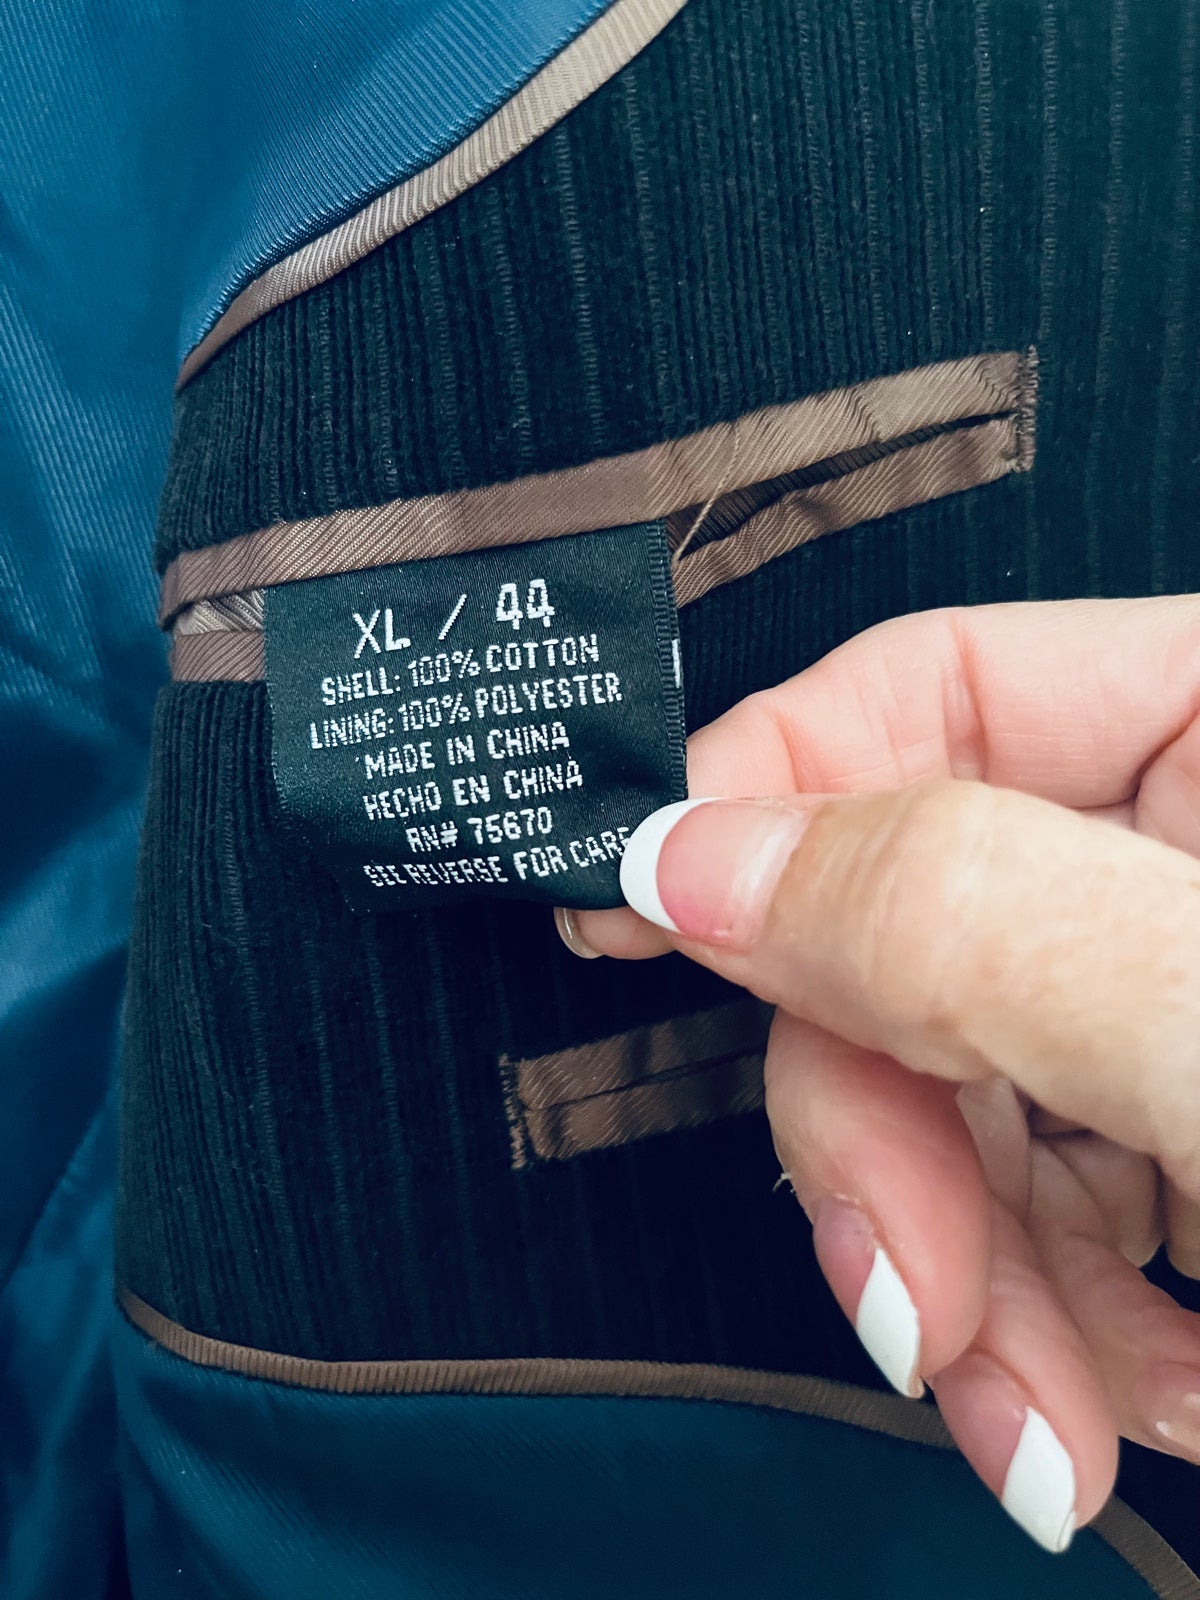 XL / 44
SHELL: 100% COTTON
LINING: 100% POLYESTER
MADE IN CHINA
HECHO EN CHINA
RN# 75670
SEE REVERSE FOR CARE